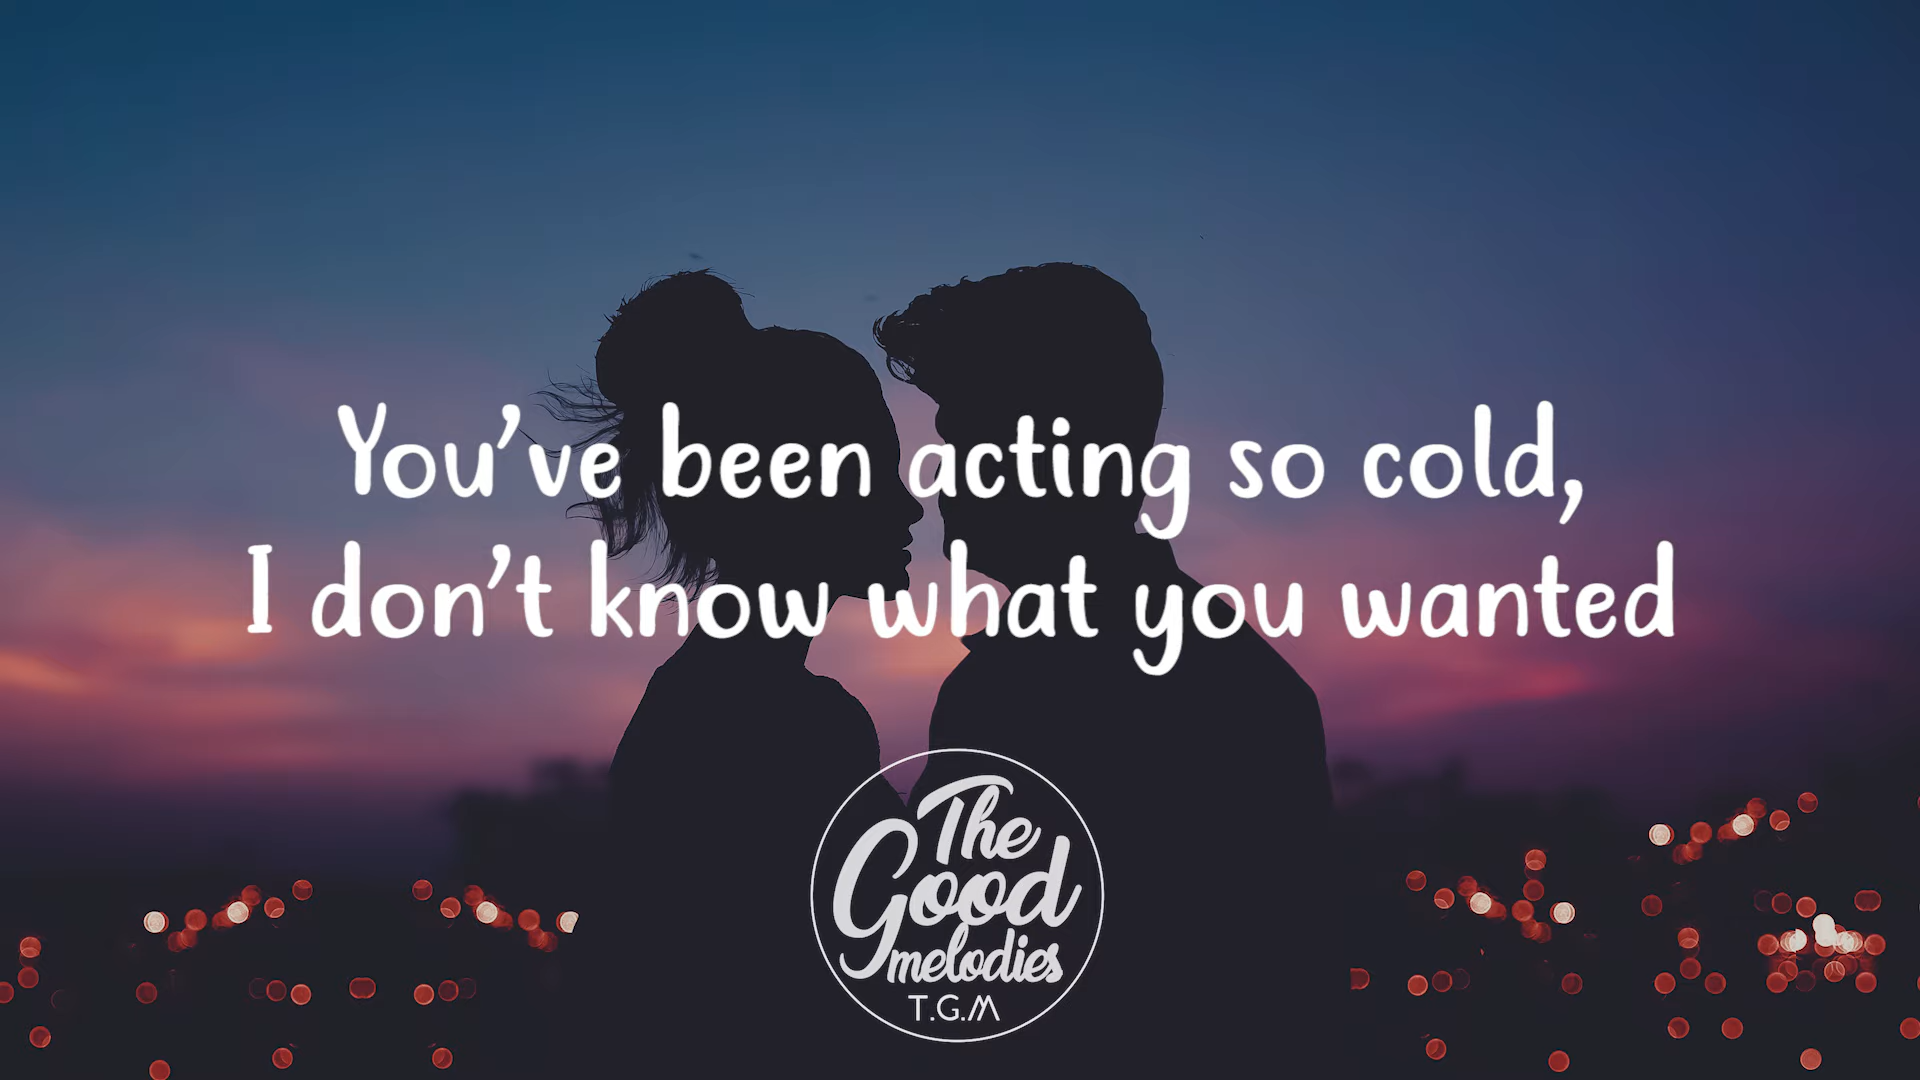 You’ve been acting so cold,
I don’t know what you wanted
The
Good
melodies
T.G.M